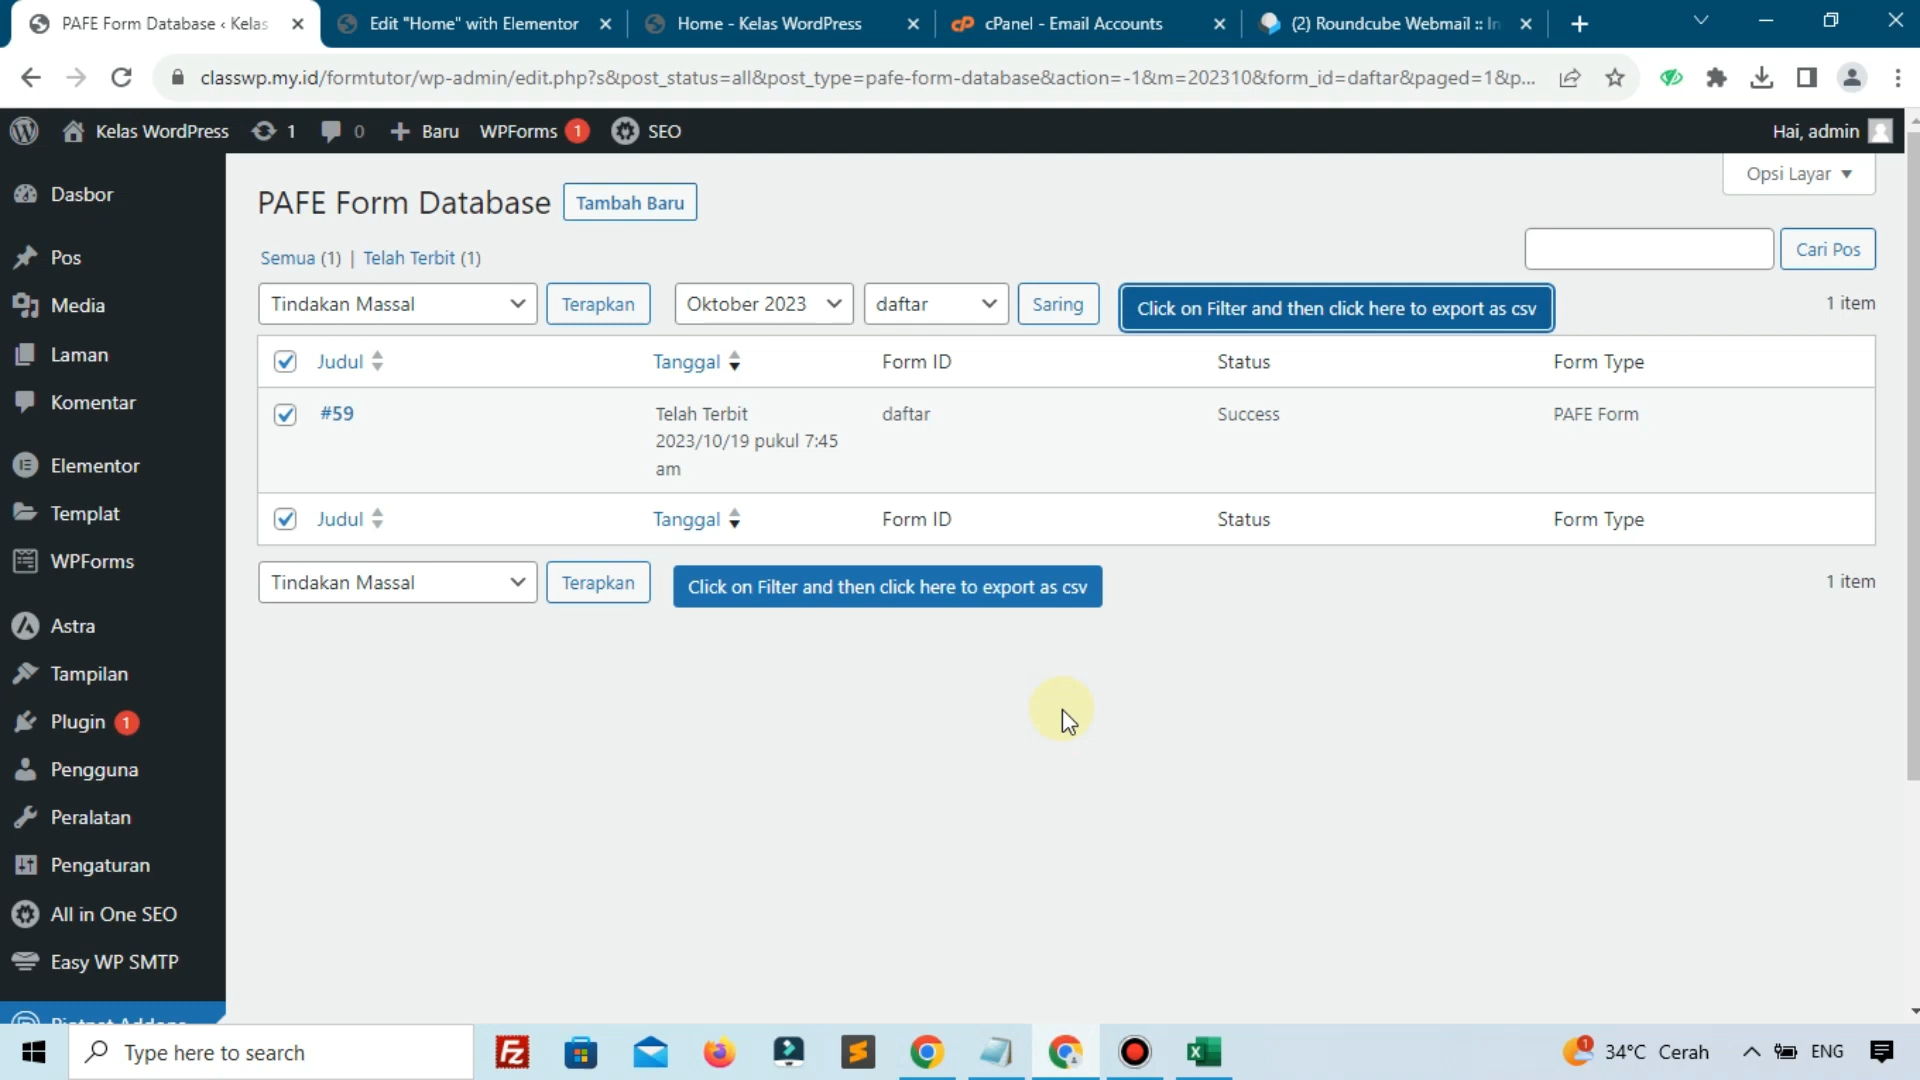 PAFE Form Database ‹ Kelas
Edit "Home" with Elementor
Home - Kelas WordPress
cPanel - Email Accounts
(2) Roundcube Webmail :: In
classwp.my.id/formtutor/wp-admin/edit.php?s&post_status=all&post_type=pafe-form-database&action=-1&m=202310&form_id=daftar&paged=1&p...
Kelas WordPress
1
0
Baru
WPForms 1
SEO
Hai, admin
Dasbor
Pos
Media
Laman
Komentar
Elementor
Templat
WPForms
Astra
Tampilan
Plugin 1
Pengguna
Peralatan
Pengaturan
All in One SEO
Easy WP SMTP
Opsi Layar
PAFE Form Database
Tambah Baru
Semua (1) | Telah Terbit (1)
Cari Pos
Tindakan Massal
Terapkan
Oktober 2023
daftar
Saring
Click on Filter and then click here to export as csv
1 item
Judul Tanggal Form ID Status Form Type
#59 Telah Terbit daftar Success PAFE Form
2023/10/19 pukul 7:45
am
Judul Tanggal Form ID Status Form Type
Tindakan Massal
Terapkan
Click on Filter and then click here to export as csv
1 item
Type here to search
1
34°C Cerah
ENG